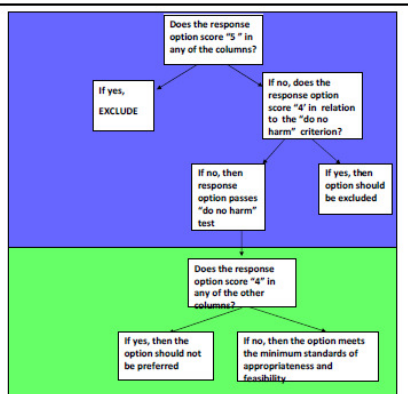 Does the response
option score “5 ” in
any of the columns?
If yes,
EXCLUDE
If no, does the
response option
score “4’ in relation
to the “do no
harm” criterion?
If no, then
response
option passes
“do no harm”
test
If yes, then
option should
be excluded
Does the response
option score “4” in
any of the other
columns?
If yes, then the
option should not
be preferred
If no, then the option meets
the minimum standards of
appropriateness and
feasibility